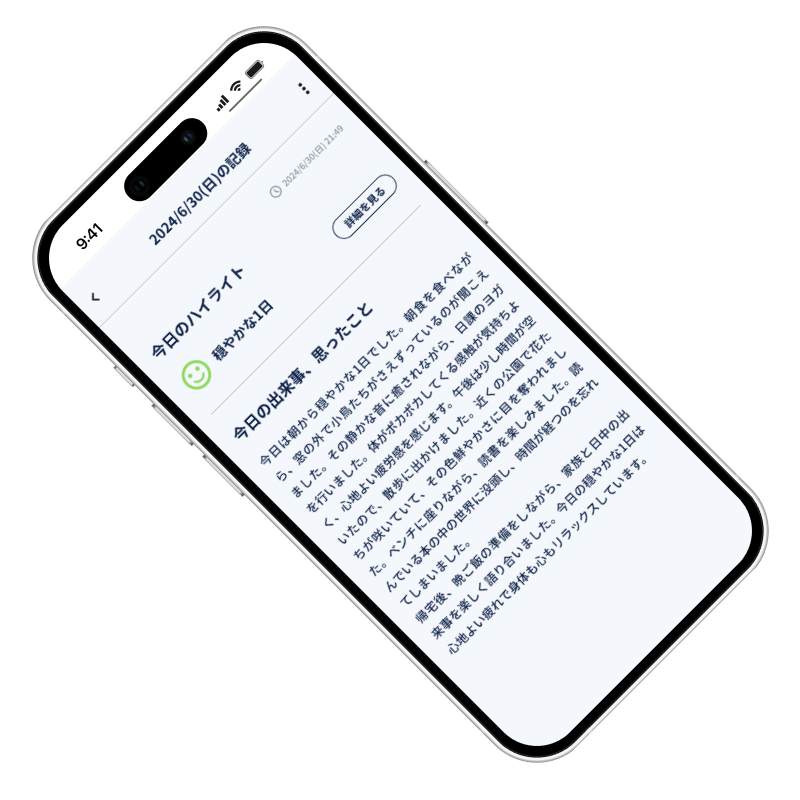 9:41
2024/6/30(日)の記録
2024/6/30(日) 21:49
詳細を見る
今日のハイライト
穏やかな1日
今日の出来事、思ったこと
今日は朝から穏やかな1日でした。朝食を食べなが
ら、窓の外で小鳥たちがさえずっているのが聞こえ
ました。その静かな音に癒されながら、日課のヨガ
を行いました。体がポカポカしてくる感触が気持ちよ
く、心地よい疲労感を感じます。午後は少し時間が空
いたので、散歩に出かけました。近くの公園で花た
ちが咲いていて、その色鮮やかさに目を奪われまし
た。ベンチに座りながら、読書を楽しみました。読
んでいる本の中の世界に没頭し、時間が経つのを忘れ
てしまいました。
帰宅後、晩ご飯の準備をしながら、家族と日中の出
来事を楽しく語り合いました。今日の穏やかな1日は
心地よい疲れで身体も心もリラックスしています。